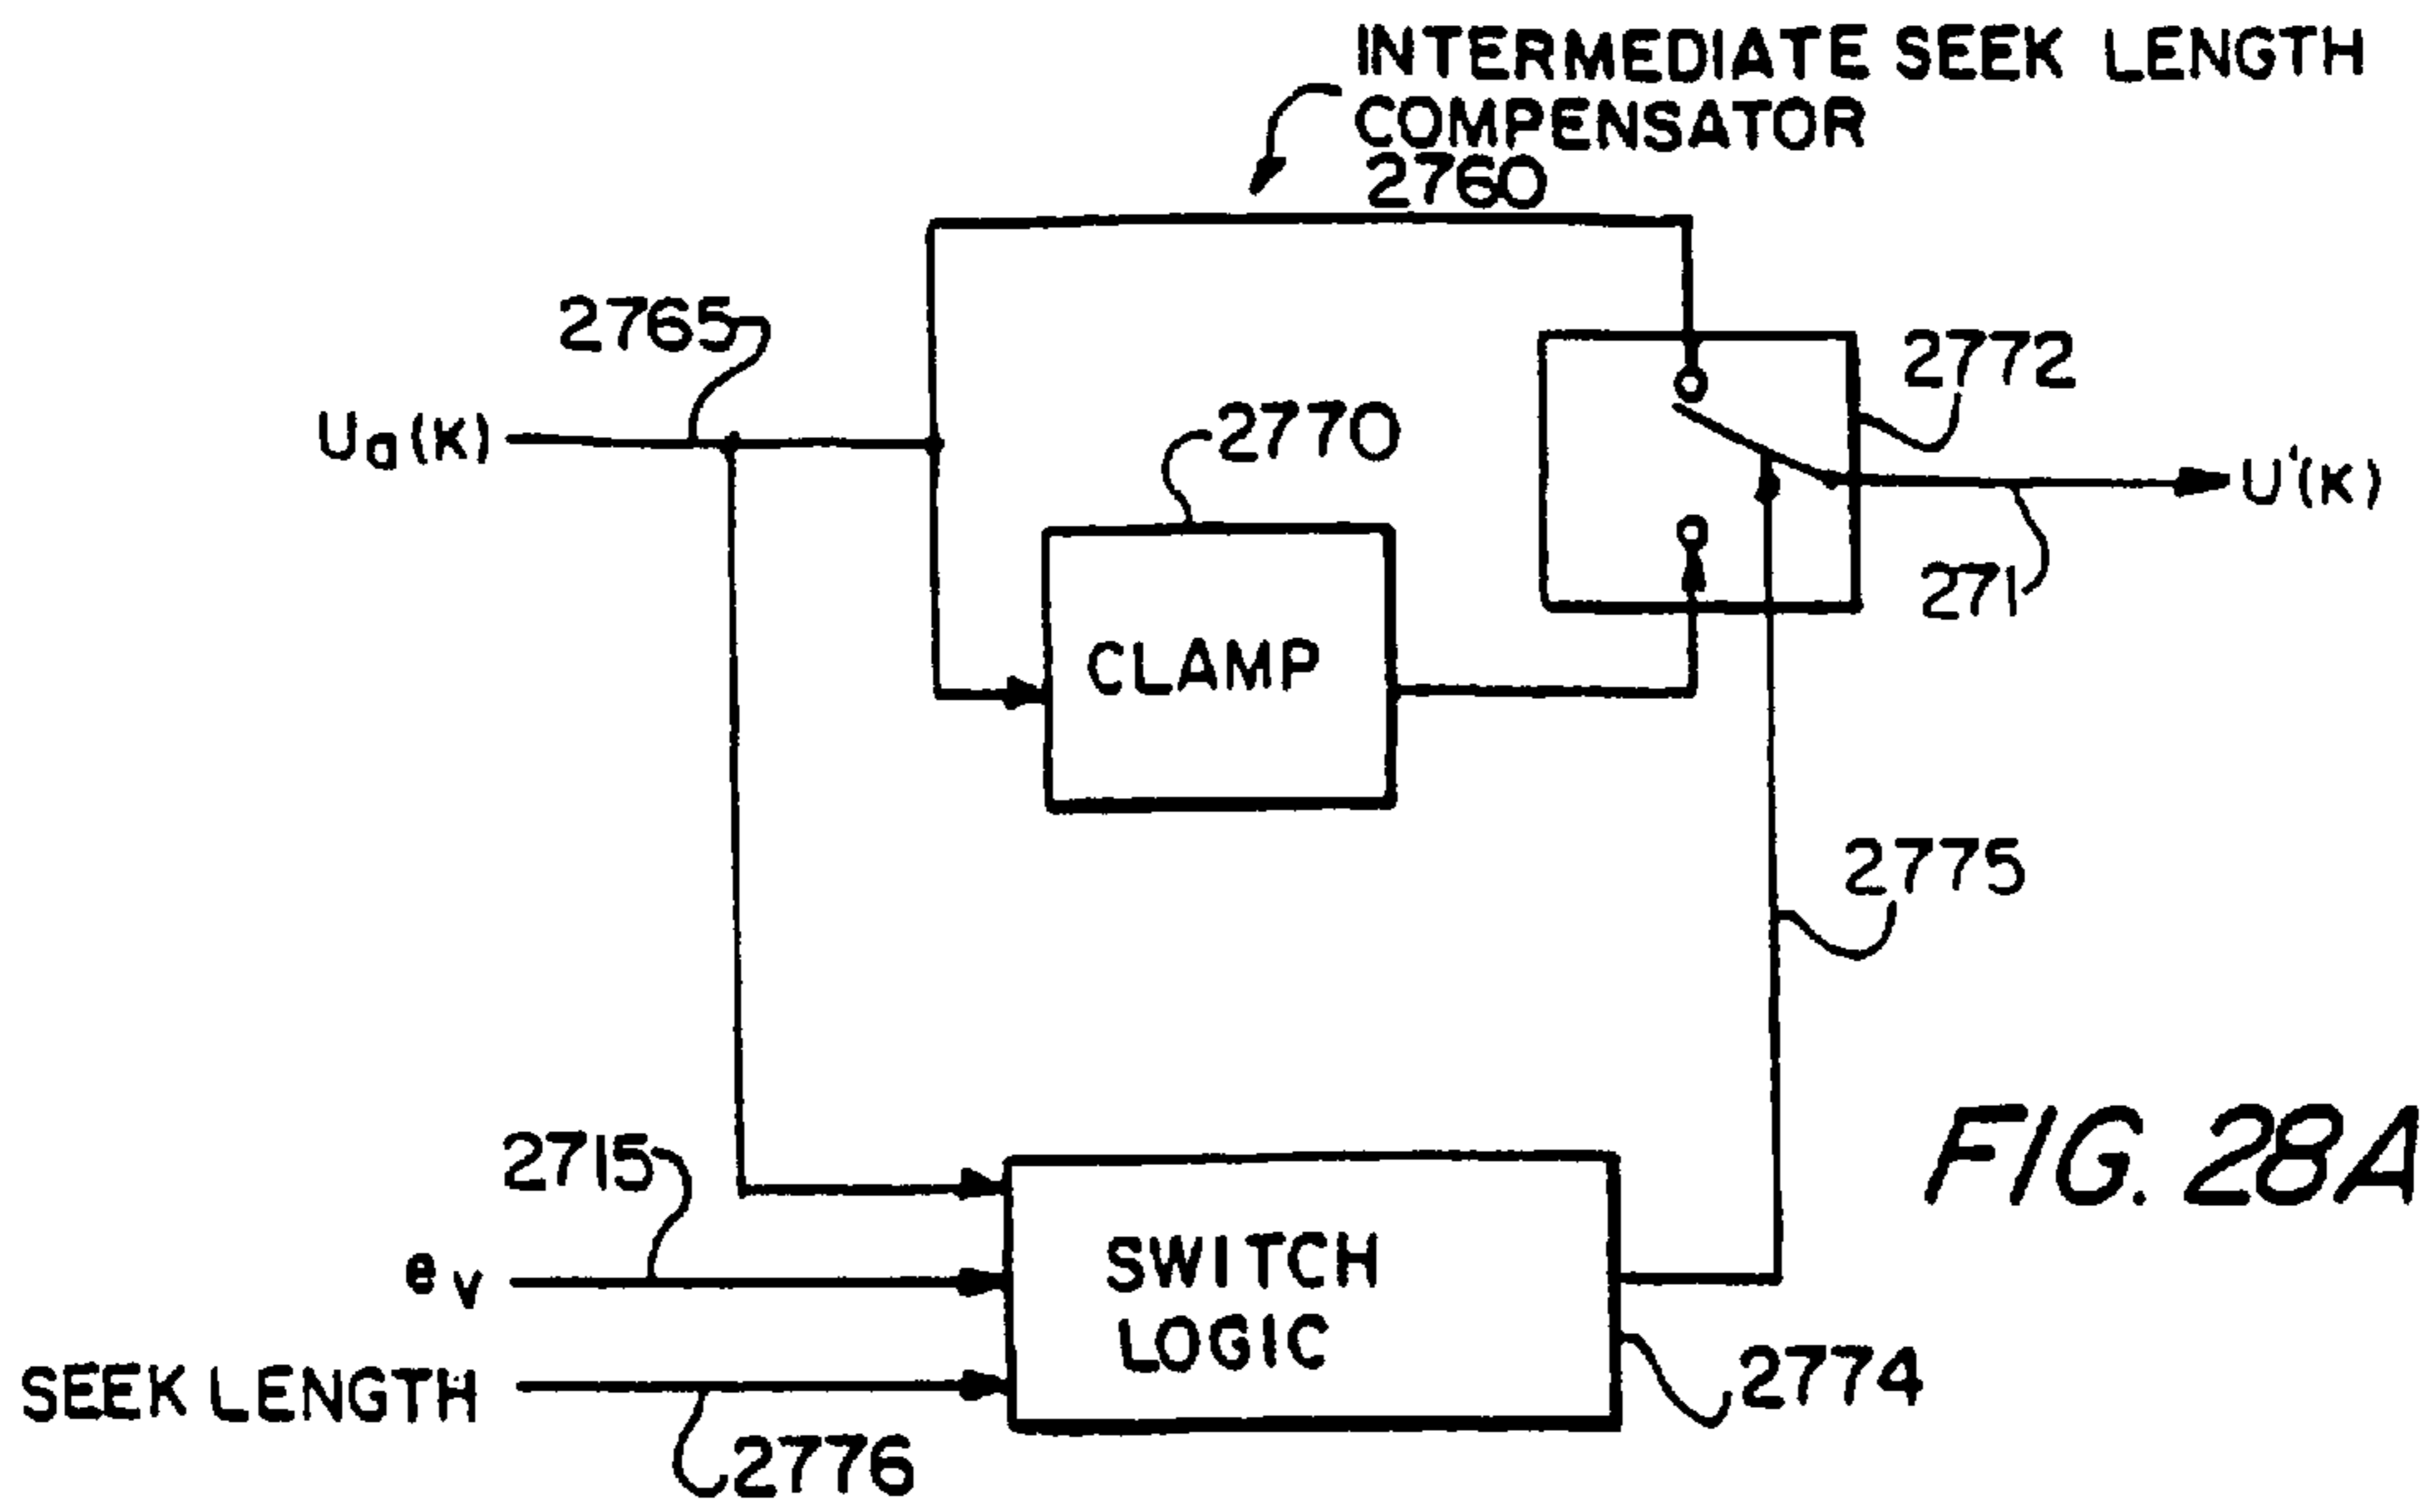 INTERMEDIATE SEEK LENGTH
COMPENSATOR
2760
2765
2772
2770
Ua(K)
U'(K)
271
CLAMP
2775
FIG. 28A
2715
SWITCH
LOGIC
ev
2774
SEEK LENGTH
2776